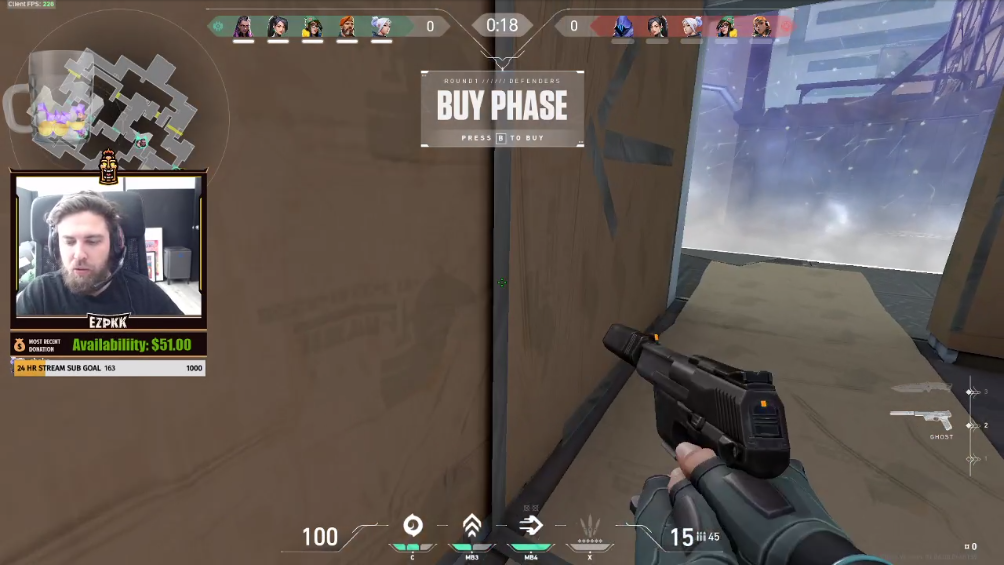 Client FPS: 226
0
0:18
0
ROUND 1 ////// DEFENDERS
BUY PHASE
PRESS B TO BUY
EZPKK
MOST RECENT
DONATION
Availability: $51.00
24 HR STREAM SUB GOAL 163 1000
3
2
GHOST
1
100
15 45
C
MB3
MB4
X
0